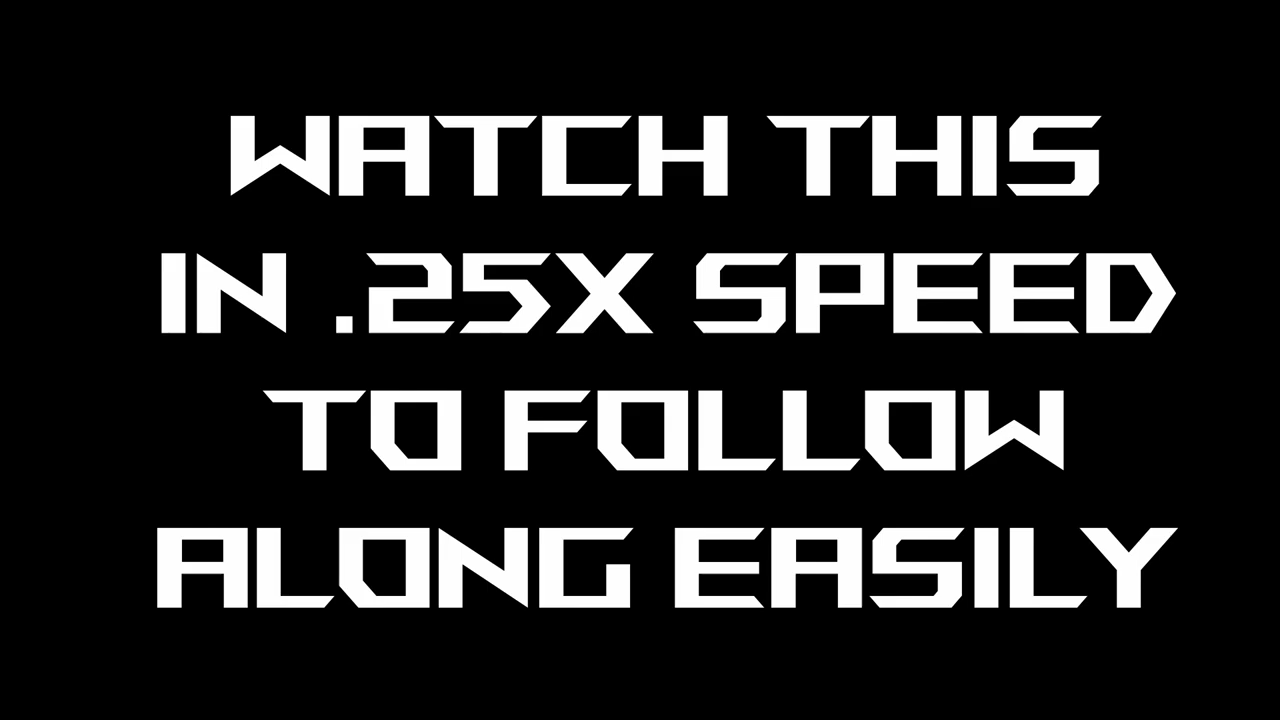 WATCH THIS
IN .25X SPEED
TO FOLLOW
ALONG EASILY